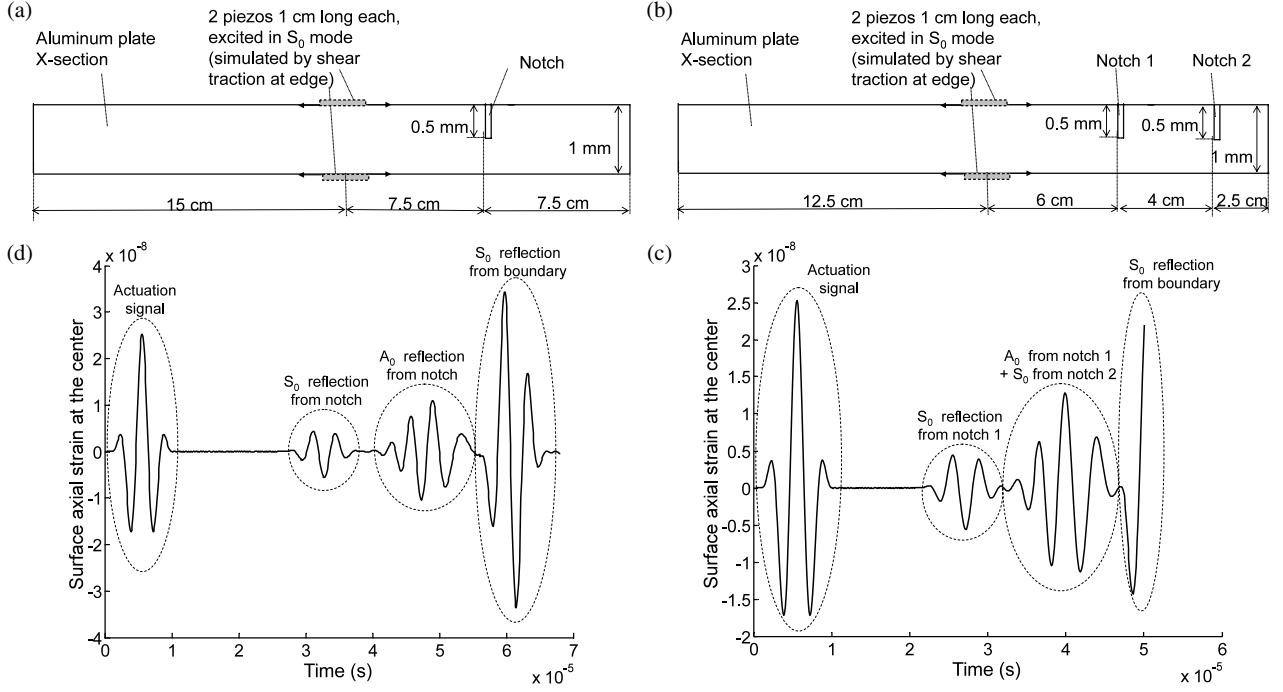 (a)
2 piezos 1 cm long each,
excited in S₀ mode
(simulated by shear
traction at edge)
Aluminum plate
X-section
Notch
0.5 mm
1 mm
15 cm
7.5 cm
7.5 cm
(b)
2 piezos 1 cm long each,
excited in S₀ mode
(simulated by shear
traction at edge)
Aluminum plate
X-section
Notch 1
Notch 2
0.5 mm
0.5 mm
1 mm
12.5 cm
6 cm
4 cm
2.5 cm
(d)
x 10⁻⁸
4
3
2
1
0
-1
-2
-3
-4
Surface axial strain at the center
Actuation
signal
S₀ reflection
from notch
A₀ reflection
from notch
S₀ reflection
from boundary
0
1
2
3
4
5
6
7
Time (s)
x 10⁻⁵
(c)
x 10⁻⁸
3
2.5
2
1.5
1
0.5
0
-0.5
-1
-1.5
-2
Surface axial strain at the center
Actuation
signal
S₀ reflection
from notch 1
A₀ from notch 1
+ S₀ from notch 2
S₀ reflection
from boundary
0
1
2
3
4
5
6
Time (s)
x 10⁻⁵